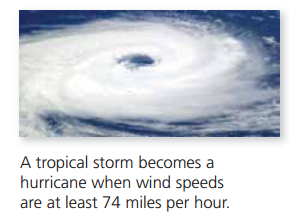 A tropical storm becomes a
hurricane when wind speeds
are at least 74 miles per hour.